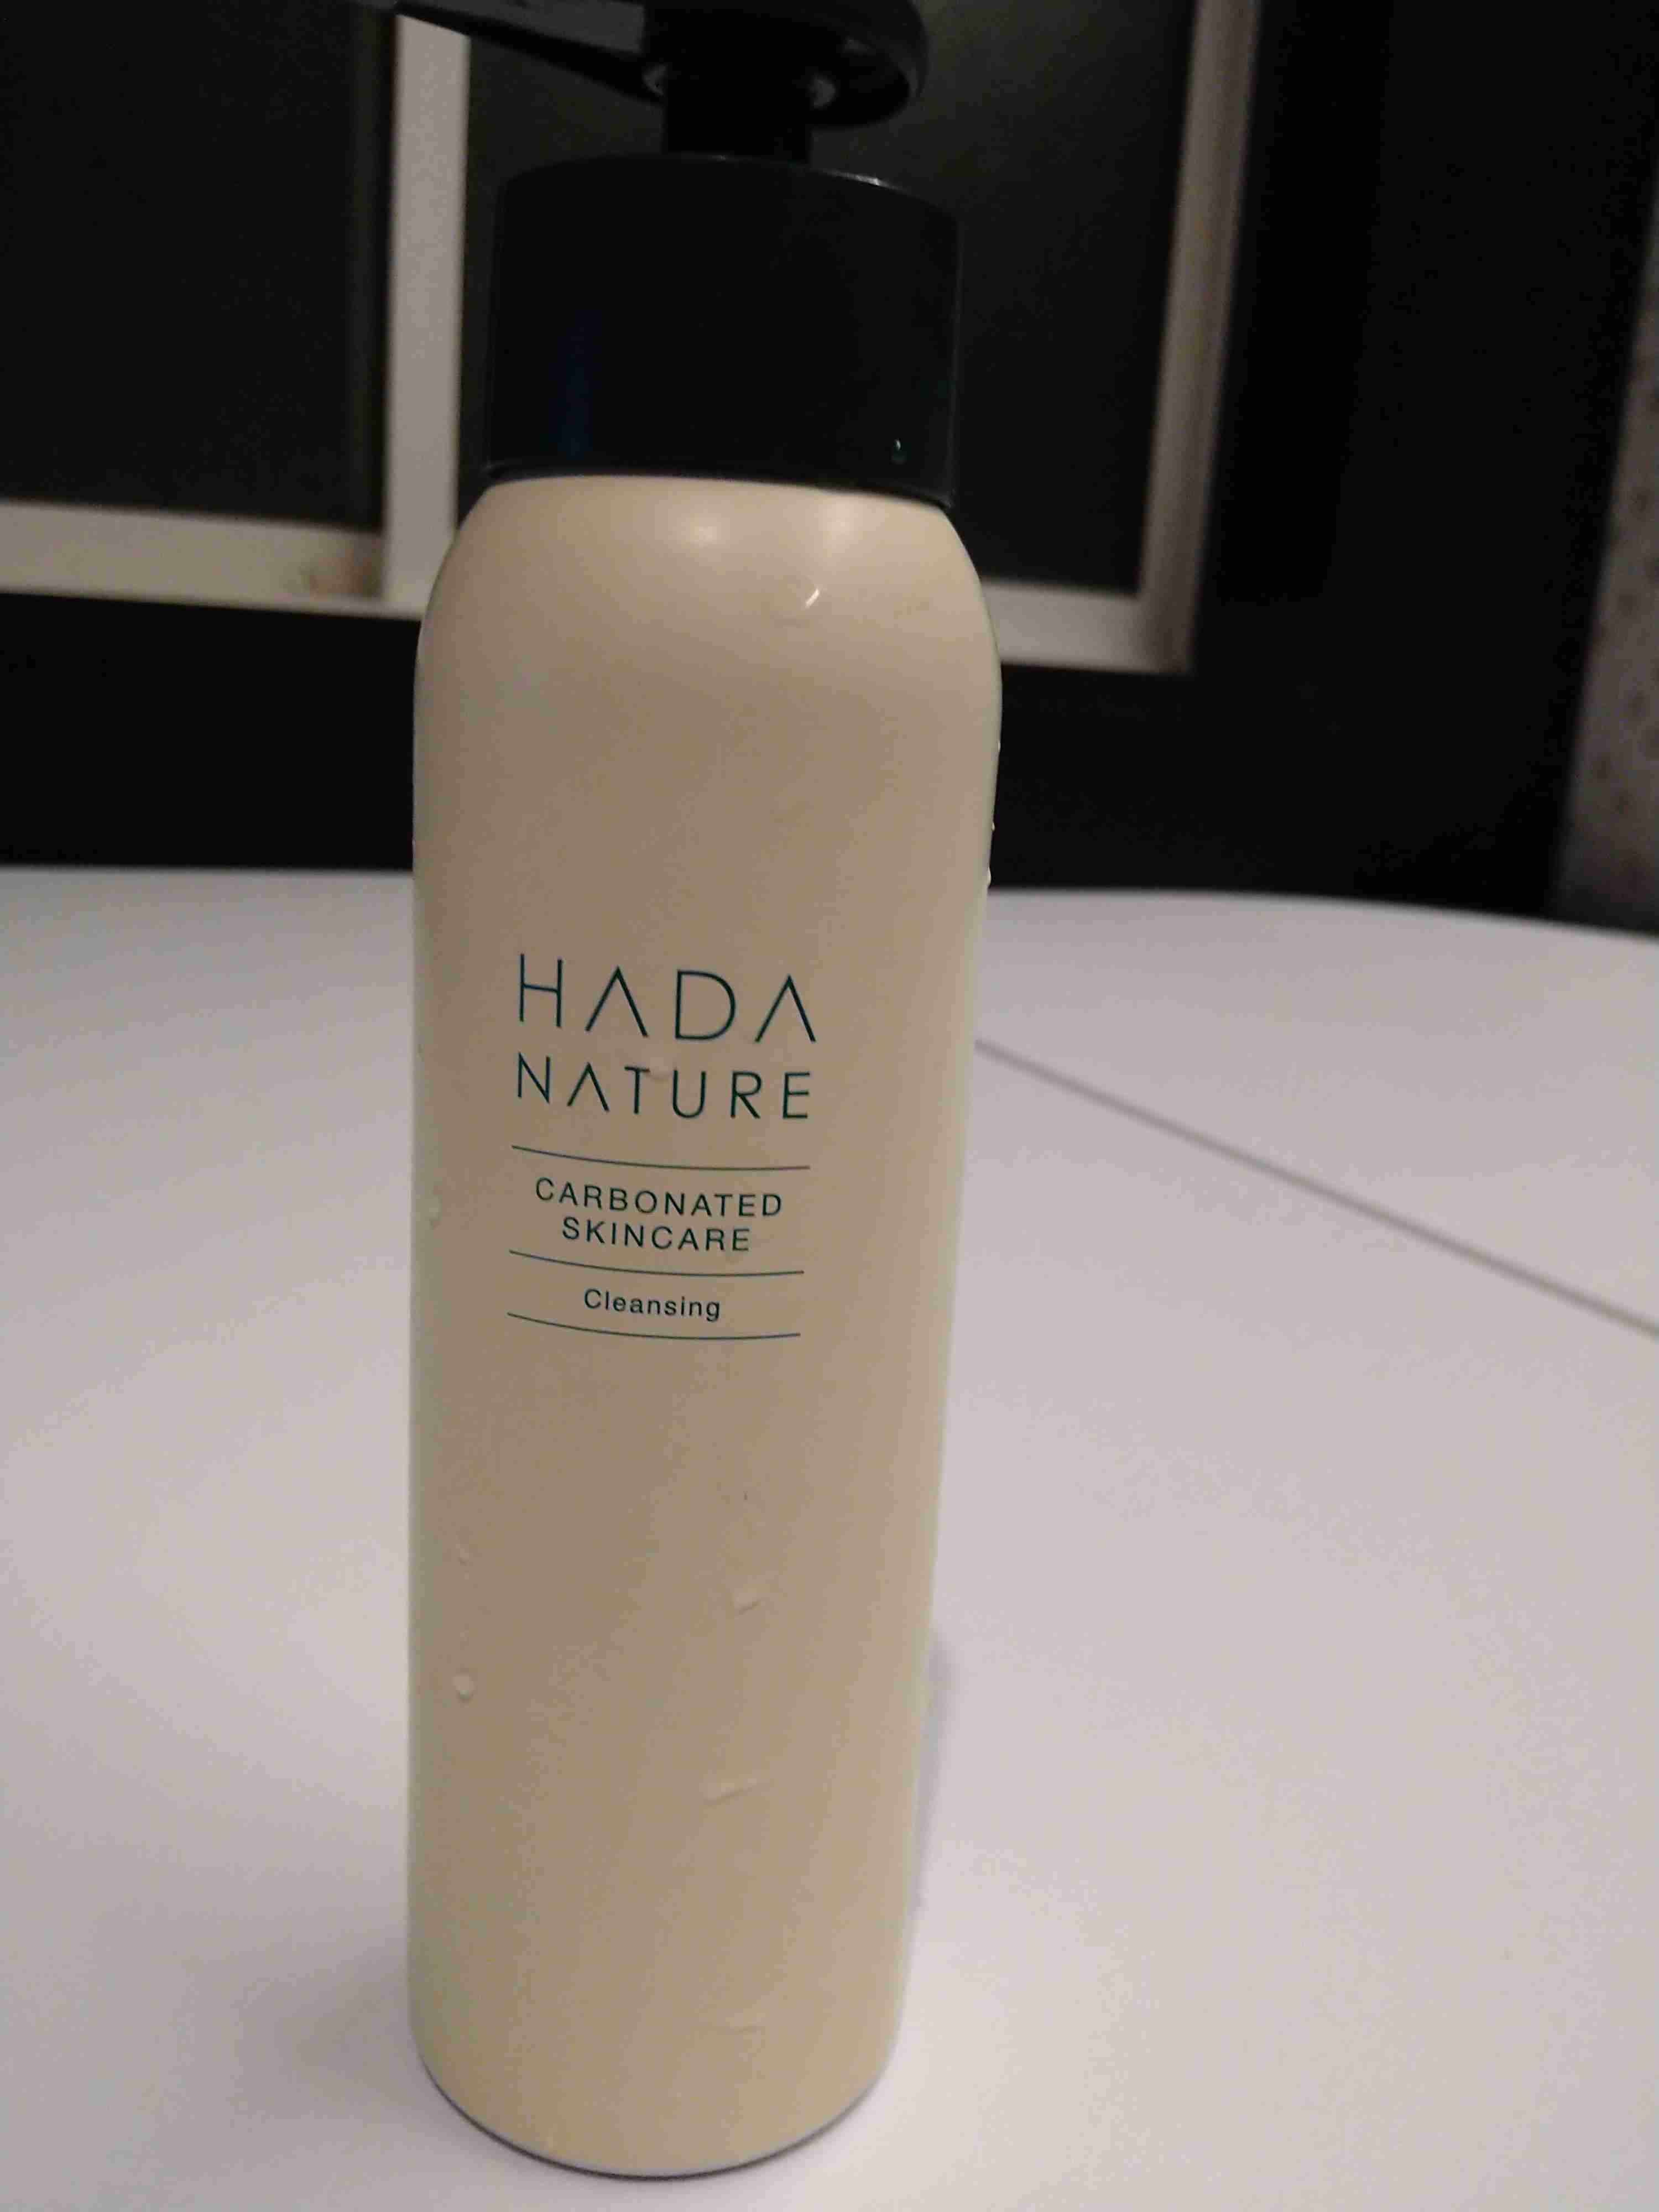 HADA
NATURE
CARBONATED
SKINCARE
Cleansing